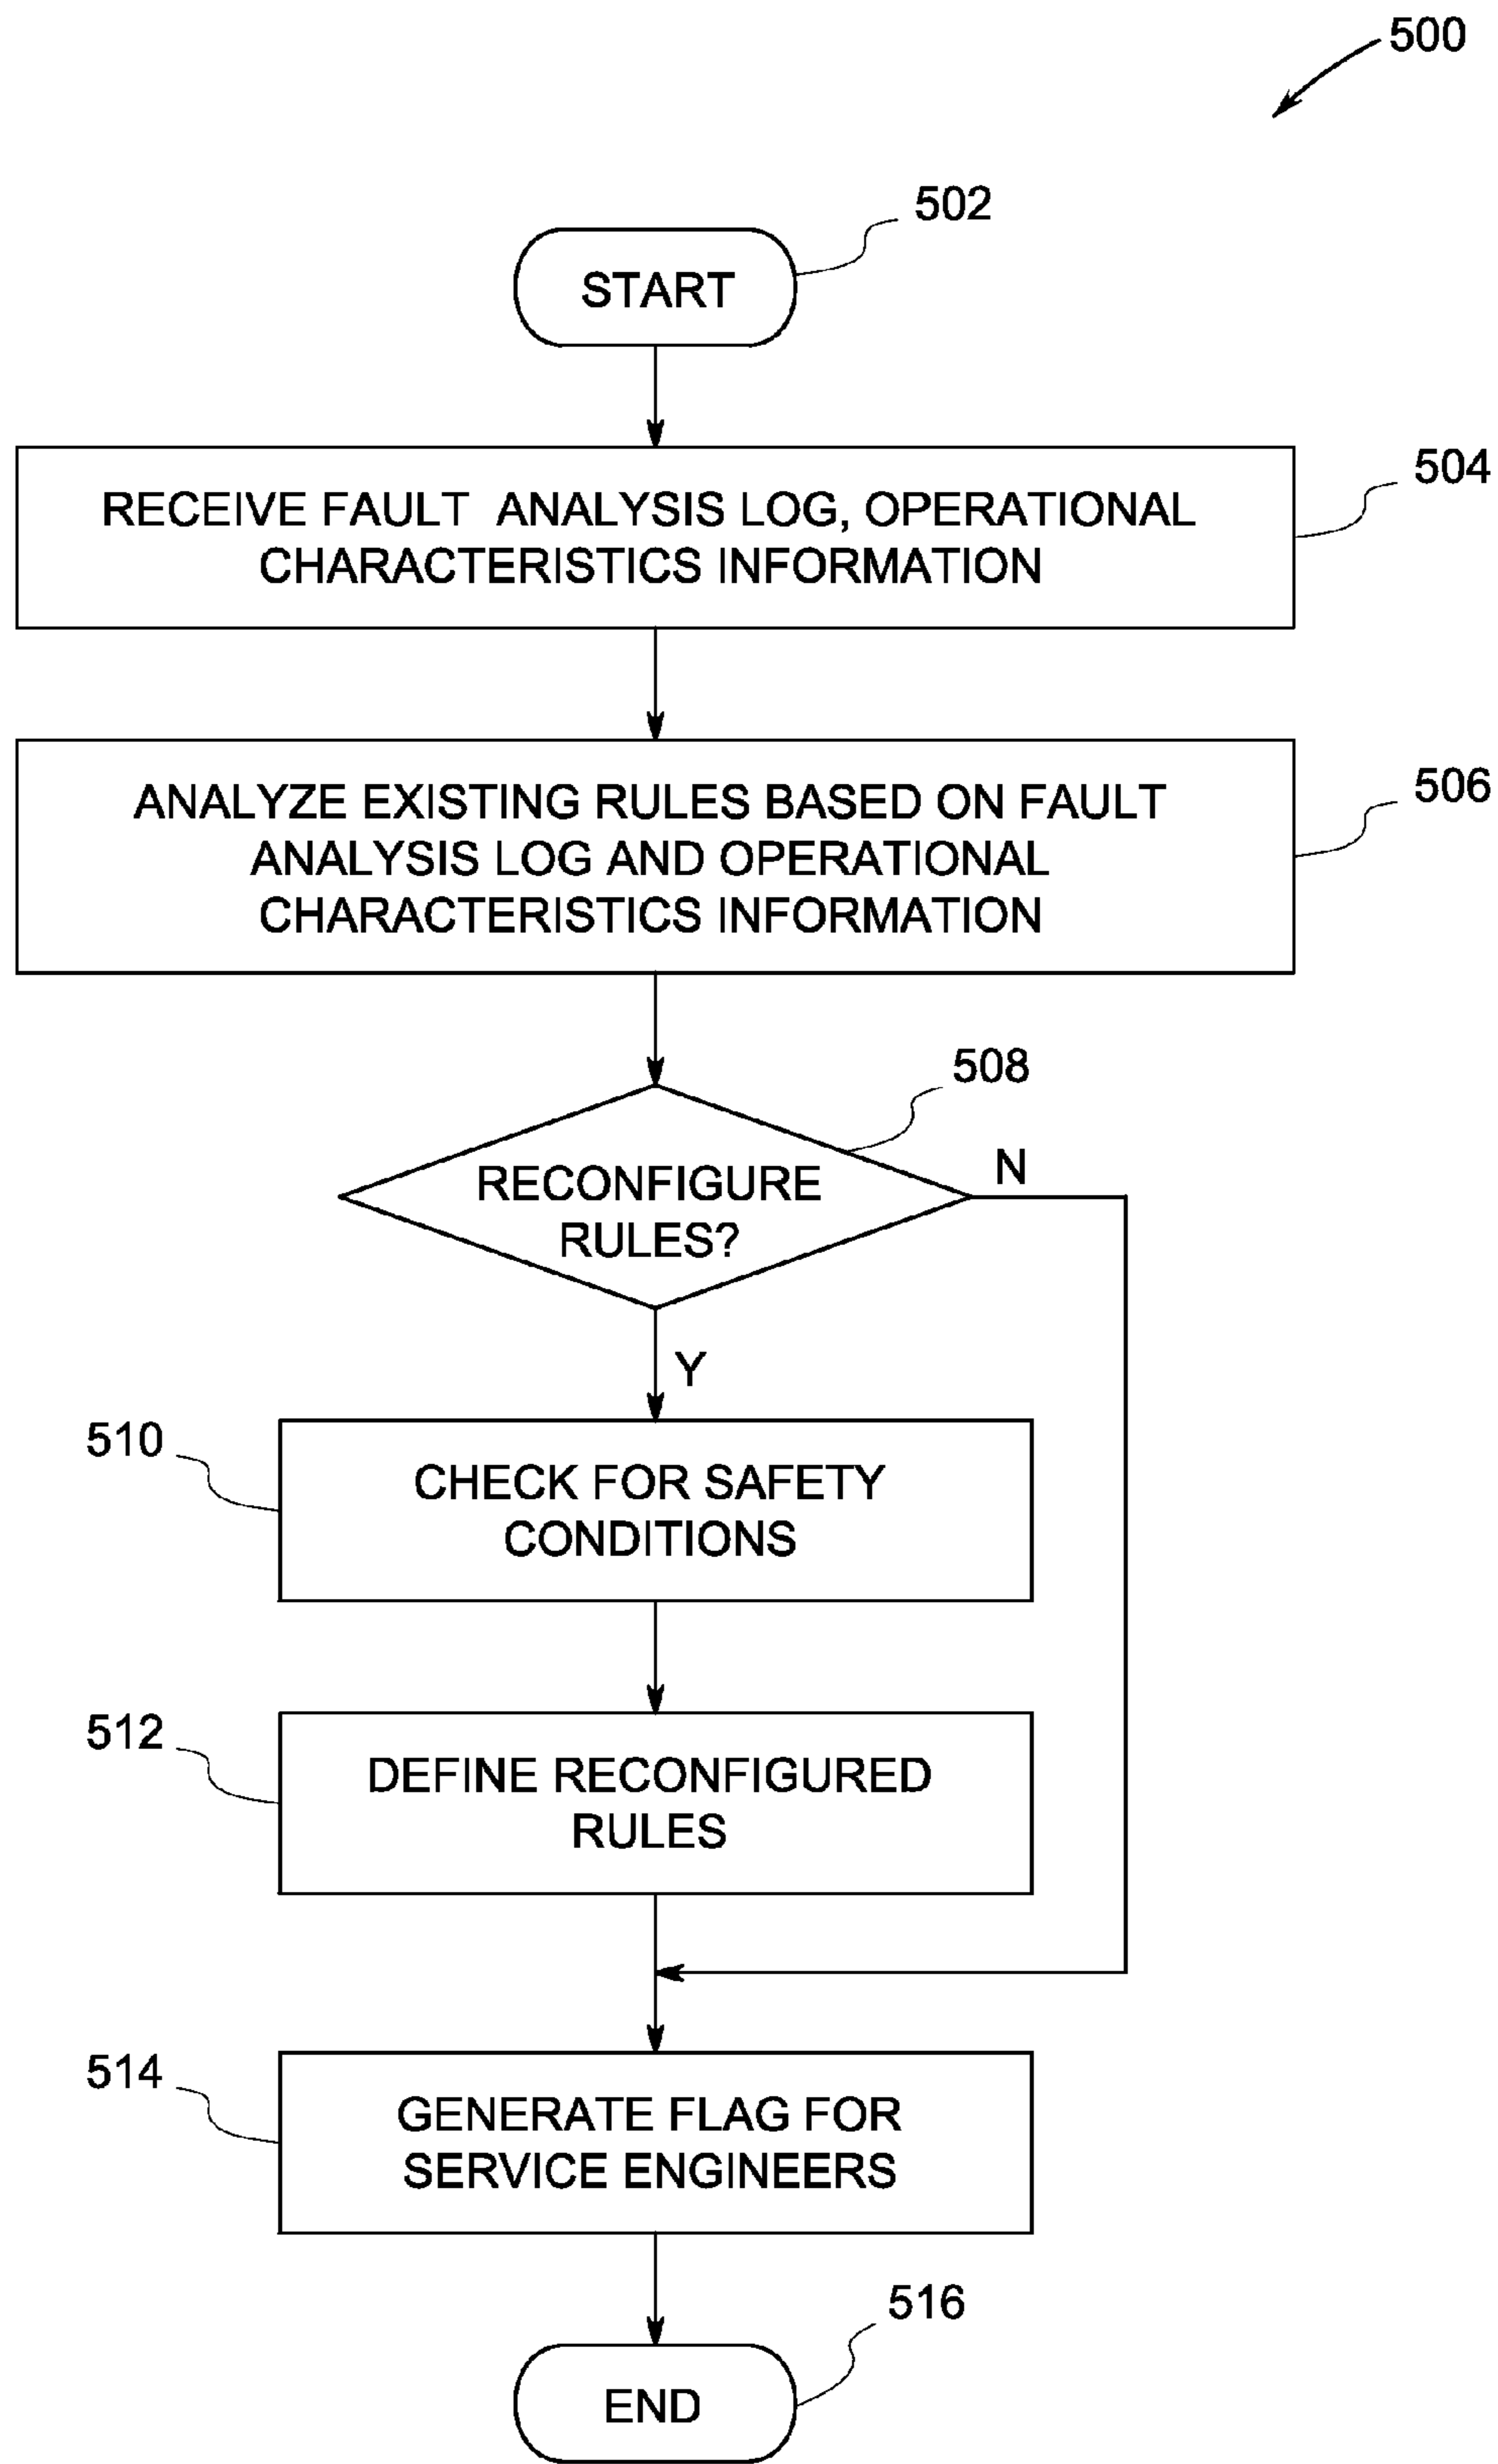 500
502
START
504
RECEIVE FAULT ANALYSIS LOG, OPERATIONAL
CHARACTERISTICS INFORMATION
506
ANALYZE EXISTING RULES BASED ON FAULT
ANALYSIS LOG AND OPERATIONAL
CHARACTERISTICS INFORMATION
508
N
RECONFIGURE
RULES?
Y
510
CHECK FOR SAFETY
CONDITIONS
512
DEFINE RECONFIGURED
RULES
514
GENERATE FLAG FOR
SERVICE ENGINEERS
516
END